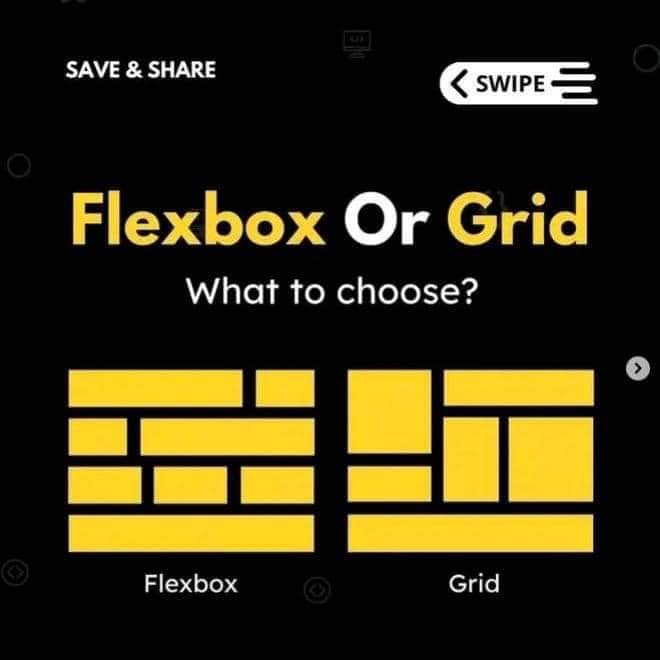 SAVE & SHARE
SWIPE
Flexbox Or Grid
What to choose?
Flexbox
Grid